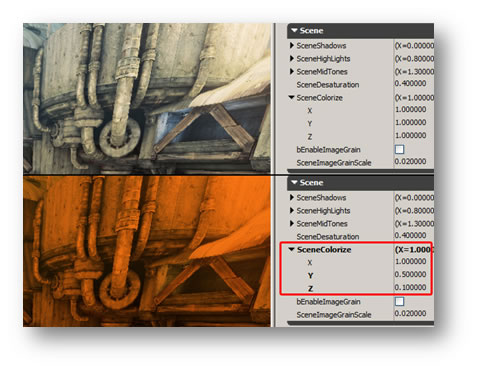 Scene
SceneShadows (X=0.00000
SceneHighLights (X=0.80000
SceneMidTones (X=1.30000
SceneDesaturation 0.400000
SceneColorize (X=1.00000
X 1.000000
Y 1.000000
Z 1.000000
bEnableImageGrain
SceneImageGrainScale 0.020000
Scene
SceneShadows (X=0.00000
SceneHighLights (X=0.80000
SceneMidTones (X=1.30000
SceneDesaturation 0.400000
SceneColorize (X=1.000
X 1.000000
Y 0.500000
Z 0.100000
bEnableImageGrain
SceneImageGrainScale 0.020000